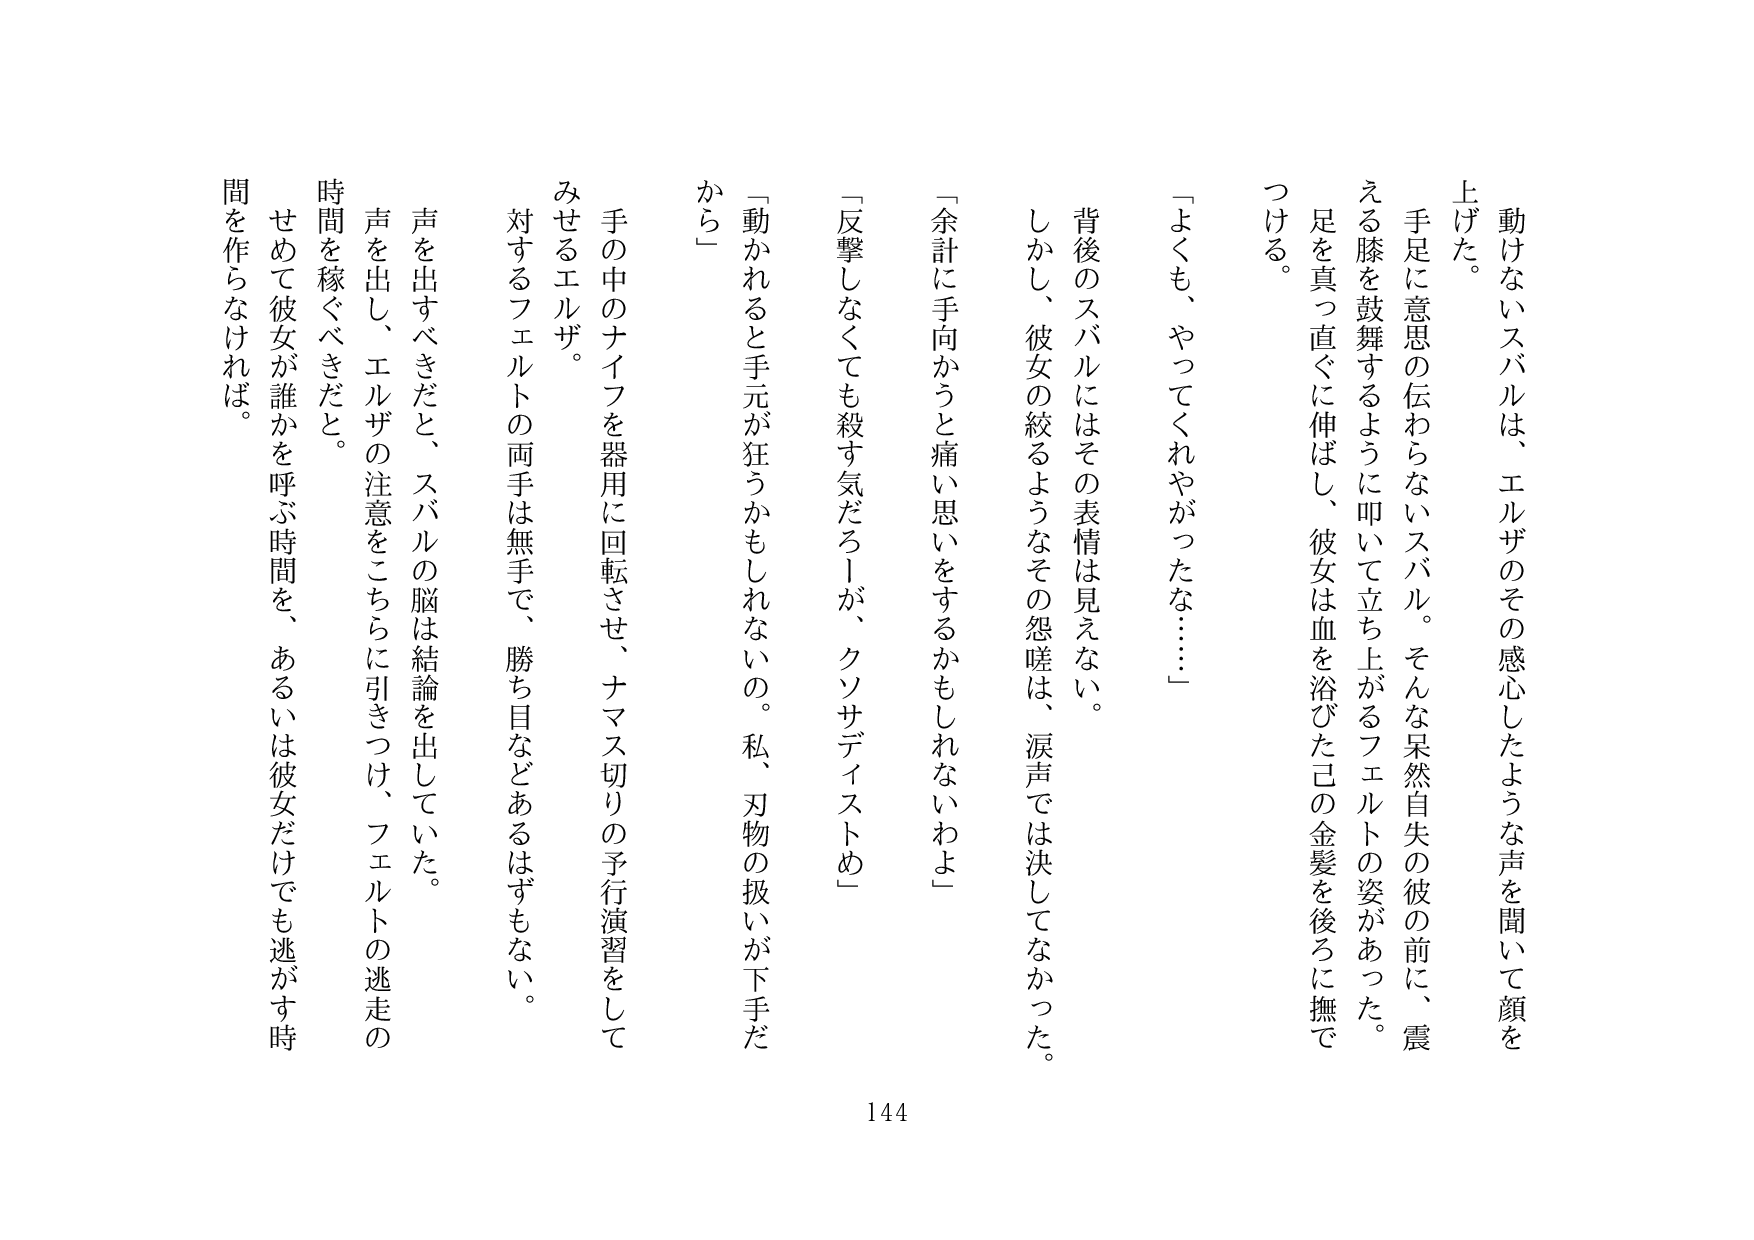 動けないスバルは、エルザのその感心したような声を聞いて顔を
上げた。
　手足に意思の伝わらないスバル。そんな呆然自失の彼の前に、震
える膝を鼓舞するように叩いて立ち上がるフェルトの姿があった。
　足を真っ直ぐに伸ばし、彼女は血を浴びた己の金髪を後ろに撫で
つける。
「よくも、やってくれやがったな……」
　背後のスバルにはその表情は見えない。
　しかし、彼女の絞るようなその怨嗟は、涙声では決してなかった。
「余計に手向かうと痛い思いをするかもしれないわよ」
「反撃しなくても殺す気だろーが、クソサディストめ」
「動かれると手元が狂うかもしれないの。私、刃物の扱いが下手だ
から」
　手の中のナイフを器用に回転させ、ナマス切りの予行演習をして
みせるエルザ。
　対するフェルトの両手は無手で、勝ち目などあるはずもない。
　声を出すべきだと、スバルの脳は結論を出していた。
　声を出し、エルザの注意をこちらに引きつけ、フェルトの逃走の
時間を稼ぐべきだと。
　せめて彼女が誰かを呼ぶ時間を、あるいは彼女だけでも逃がす時
間を作らなければ。
144